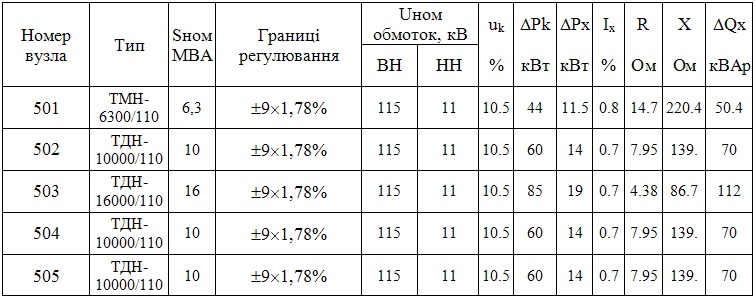 Номер вузла Тип Sном МВА Границі регулювання Uном обмоток, кВ uk % ΔPk кВт ΔPx кВт Ix % R Ом X Ом ΔQx кВАр
ВН НН
501 ТМН-6300/110 6,3 ±9×1,78% 115 11 10.5 44 11.5 0.8 14.7 220.4 50.4
502 ТДН-10000/110 10 ±9×1,78% 115 11 10.5 60 14 0.7 7.95 139. 70
503 ТДН-16000/110 16 ±9×1,78% 115 11 10.5 85 19 0.7 4.38 86.7 112
504 ТДН-10000/110 10 ±9×1,78% 115 11 10.5 60 14 0.7 7.95 139. 70
505 ТДН-10000/110 10 ±9×1,78% 115 11 10.5 60 14 0.7 7.95 139. 70